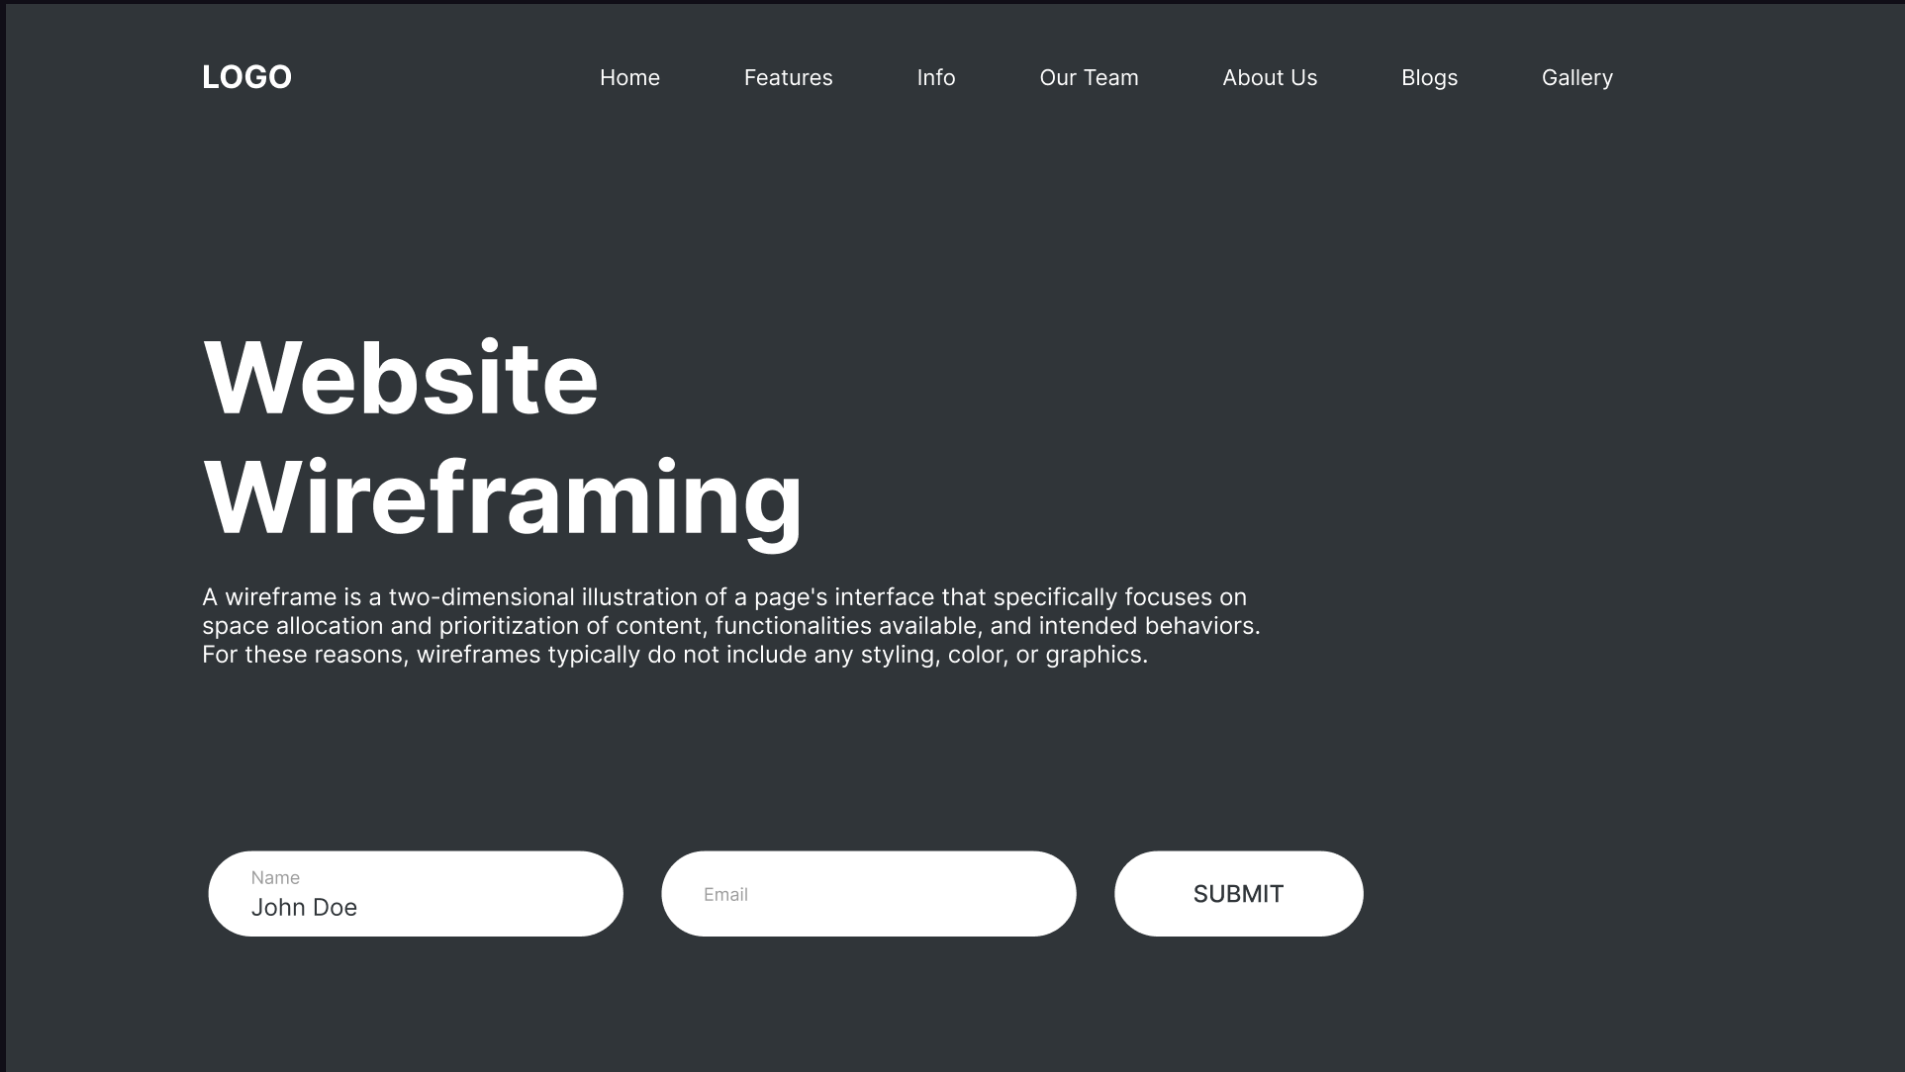 LOGO Home Features Info Our Team About Us Blogs Gallery
Website
Wireframing
A wireframe is a two-dimensional illustration of a page's interface that specifically focuses on
space allocation and prioritization of content, functionalities available, and intended behaviors.
For these reasons, wireframes typically do not include any styling, color, or graphics.
Name
John Doe
Email
SUBMIT